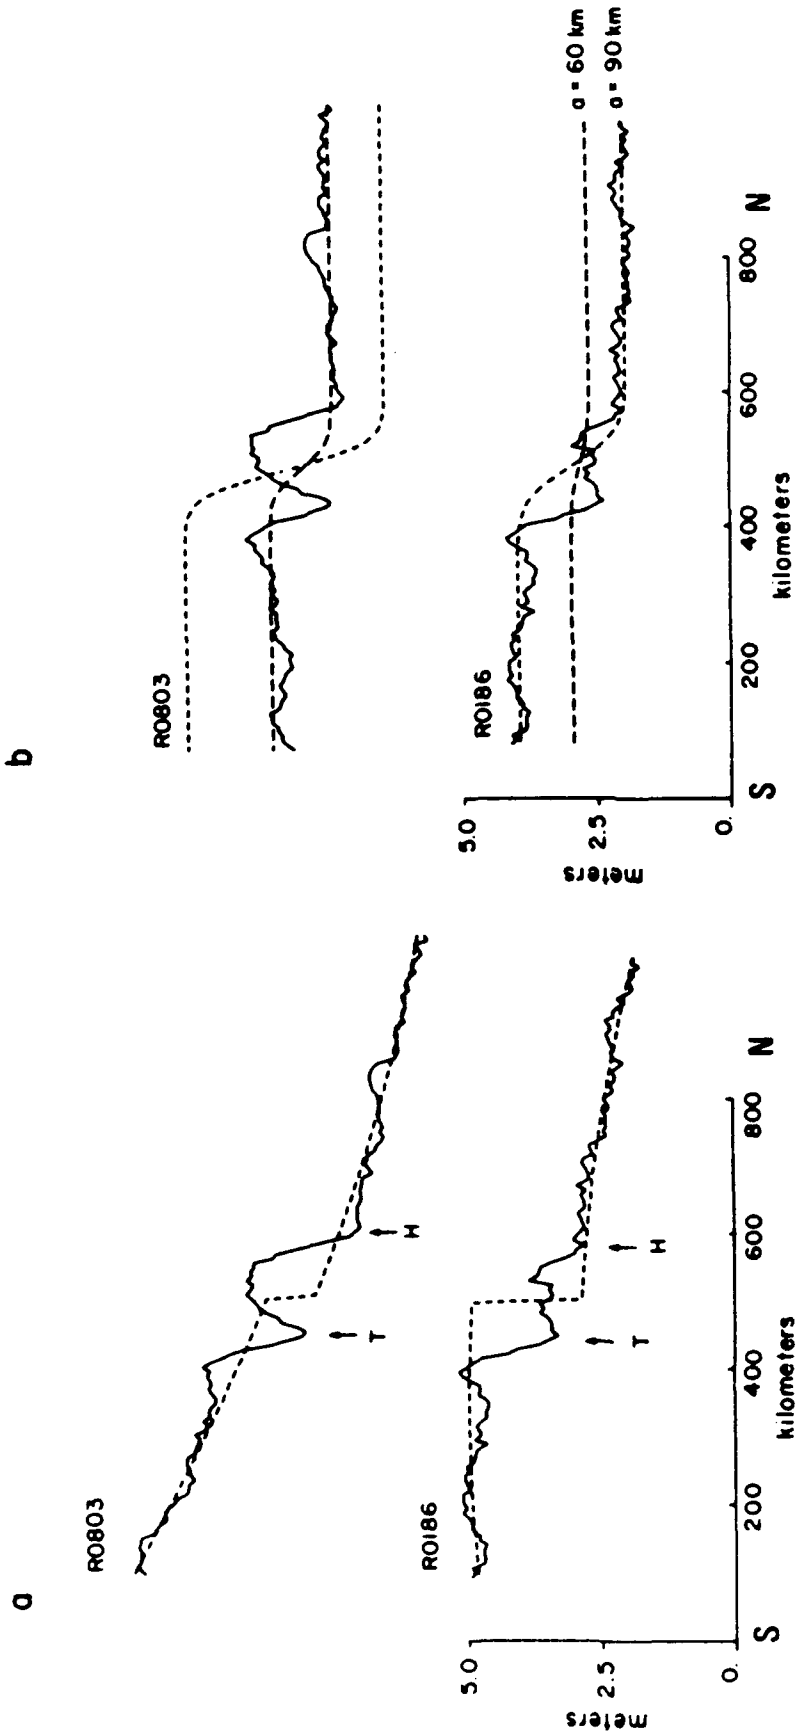 a
R0803
T
H
R0186
T
H
5.0
2.5
0.
meters
200
400
600
800
S
N
kilometers
b
R0803
R0186
a = 60 km
a = 90 km
5.0
2.5
0.
meters
200
400
600
800
S
N
kilometers